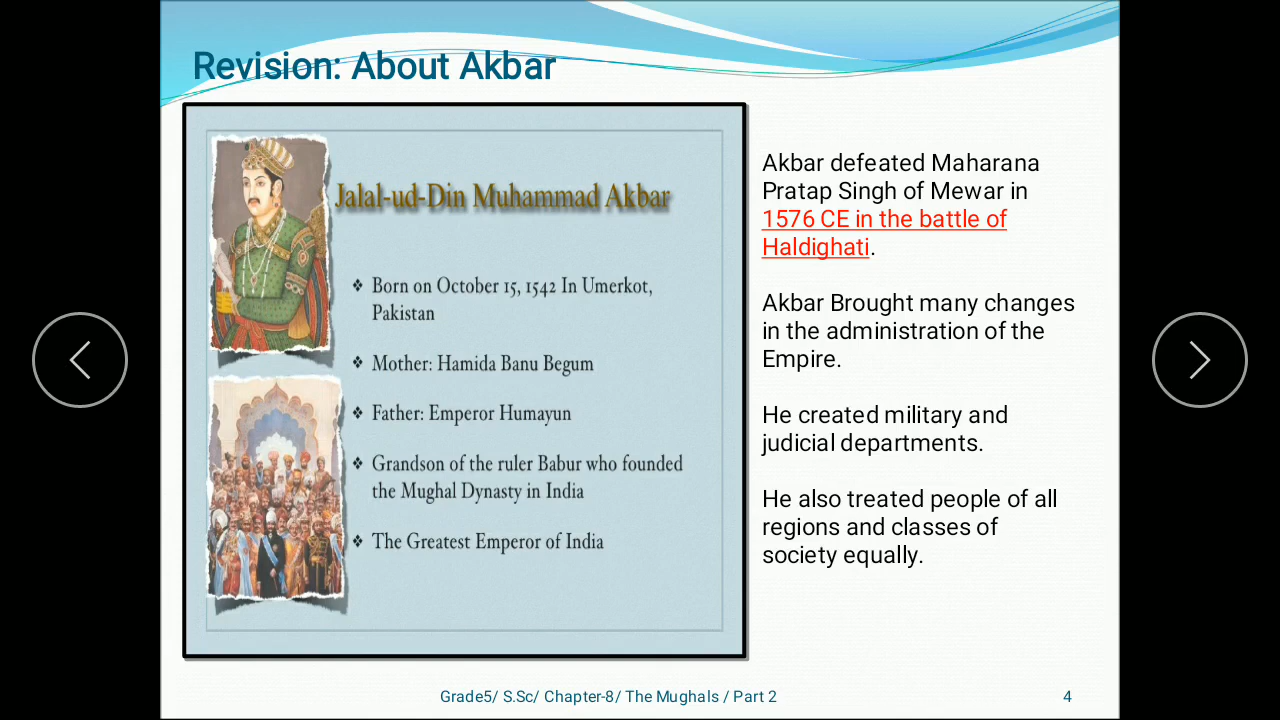 Revision: About Akbar
Jalal-ud-Din Muhammad Akbar
❖ Born on October 15, 1542 In Umerkot,
Pakistan
❖ Mother: Hamida Banu Begum
❖ Father: Emperor Humayun
❖ Grandson of the ruler Babur who founded
the Mughal Dynasty in India
❖ The Greatest Emperor of India
Akbar defeated Maharana
Pratap Singh of Mewar in
1576 CE in the battle of
Haldighati.
Akbar Brought many changes
in the administration of the
Empire.
He created military and
judicial departments.
He also treated people of all
regions and classes of
society equally.
Grade5/ S.Sc/ Chapter-8/ The Mughals / Part 2
4